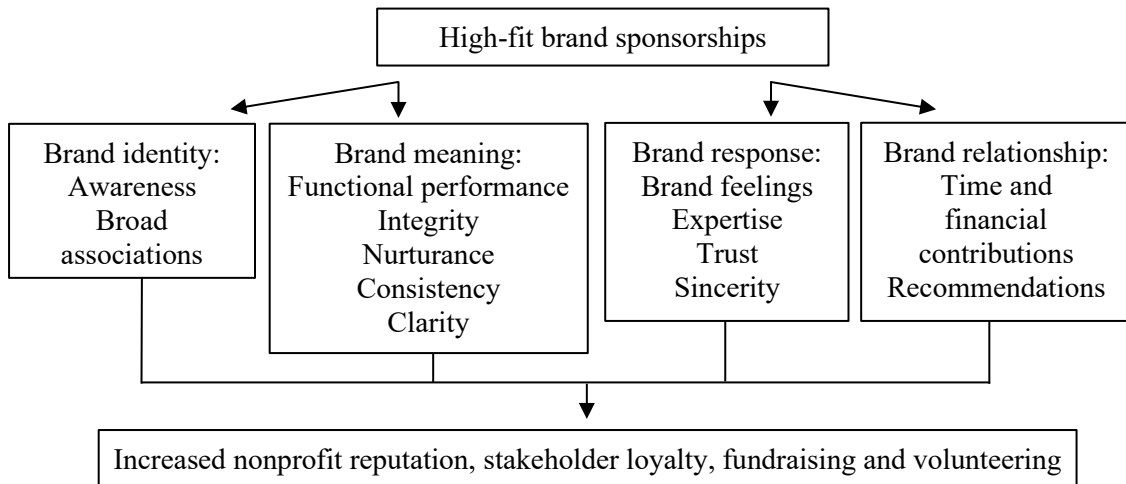 High-fit brand sponsorships
Brand identity:
Awareness
Broad
associations
Brand meaning:
Functional performance
Integrity
Nurturance
Consistency
Clarity
Brand response:
Brand feelings
Expertise
Trust
Sincerity
Brand relationship:
Time and
financial
contributions
Recommendations
Increased nonprofit reputation, stakeholder loyalty, fundraising and volunteering